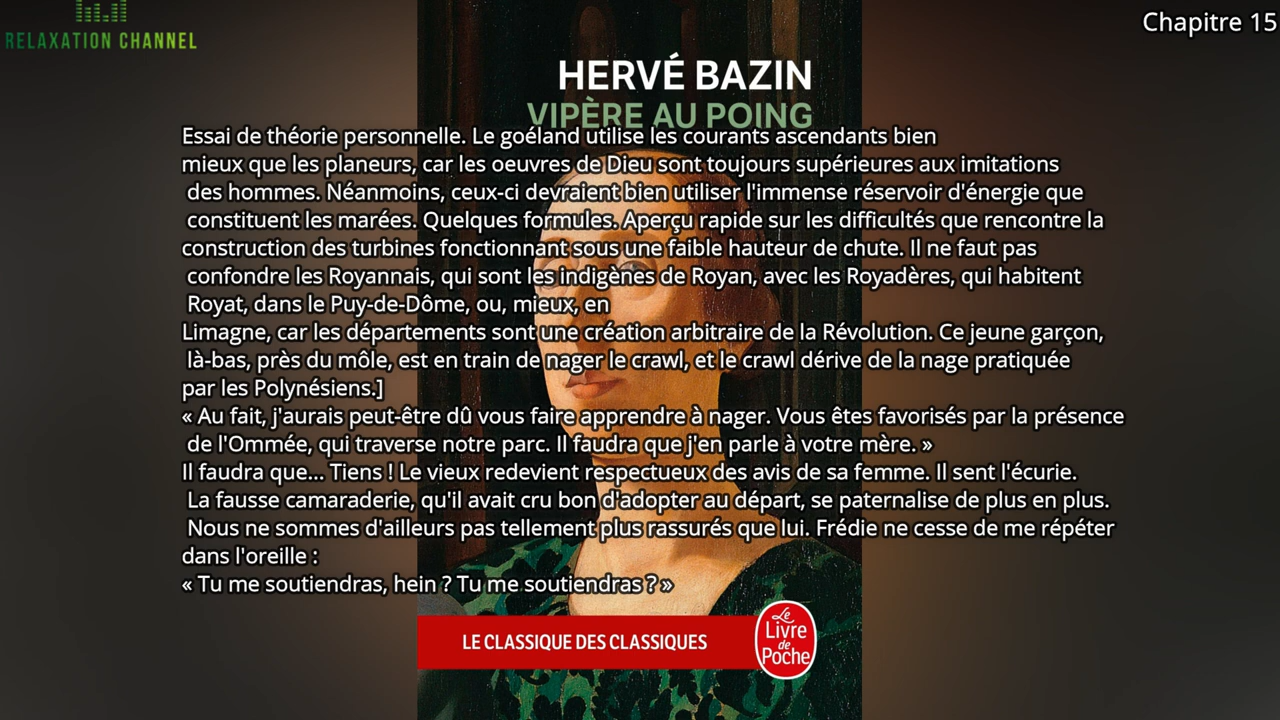 RELAXATION CHANNEL
Chapitre 15
HERVÉ BAZIN
VIPÈRE AU POING
Essai de théorie personnelle. Le goéland utilise les courants ascendants bien
mieux que les planeurs, car les oeuvres de Dieu sont toujours supérieures aux imitations
des hommes. Néanmoins, ceux-ci devraient bien utiliser l'immense réservoir d'énergie que
constituent les marées. Quelques formules. Aperçu rapide sur les difficultés que rencontre la
construction des turbines fonctionnant sous une faible hauteur de chute. Il ne faut pas
confondre les Royannais, qui sont les indigènes de Royan, avec les Royadères, qui habitent
Royat, dans le Puy-de-Dôme, ou, mieux, en
Limagne, car les départements sont une création arbitraire de la Révolution. Ce jeune garçon,
là-bas, près du môle, est en train de nager le crawl, et le crawl dérive de la nage pratiquée
par les Polynésiens.]
« Au fait, j'aurais peut-être dû vous faire apprendre à nager. Vous êtes favorisés par la présence
de l'Ommée, qui traverse notre parc. Il faudra que j'en parle à votre mère. »
Il faudra que... Tiens ! Le vieux redevient respectueux des avis de sa femme. Il sent l'écurie.
La fausse camaraderie, qu'il avait cru bon d'adopter au départ, se paternalise de plus en plus.
Nous ne sommes d'ailleurs pas tellement plus rassurés que lui. Frédie ne cesse de me répéter
dans l'oreille :
« Tu me soutiendras, hein ? Tu me soutiendras ? »
LE CLASSIQUE DES CLASSIQUES
Le
Livre
de
Poche